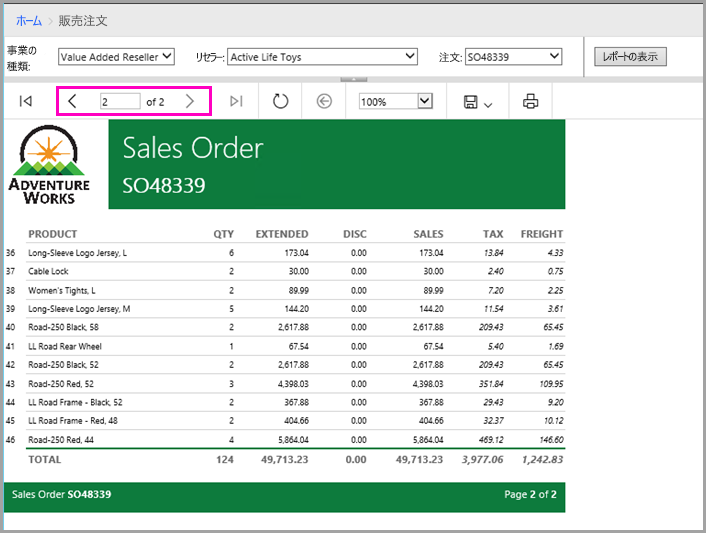 ホーム > 販売注文
事業の種類: Value Added Reseller リセラー: Active Life Toys 注文: SO48339 レポートの表示
2 of 2 100%
ADVENTURE WORKS
Sales Order
SO48339
PRODUCT QTY EXTENDED DISC SALES TAX FREIGHT
36 Long-Sleeve Logo Jersey, L 6 173.04 0.00 173.04 13.84 4.33
37 Cable Lock 2 30.00 0.00 30.00 2.40 0.75
38 Women's Tights, L 2 89.99 0.00 89.99 7.20 2.25
39 Long-Sleeve Logo Jersey, M 5 144.20 0.00 144.20 11.54 3.61
40 Road-250 Black, 58 2 2,617.88 0.00 2,617.88 209.43 65.45
41 LL Road Rear Wheel 1 67.54 0.00 67.54 5.40 1.69
42 Road-250 Black, 52 2 2,617.88 0.00 2,617.88 209.43 65.45
43 Road-250 Red, 52 3 4,398.03 0.00 4,398.03 351.84 109.95
44 LL Road Frame - Black, 52 2 367.88 0.00 367.88 29.43 9.20
45 LL Road Frame - Red, 48 2 404.66 0.00 404.66 32.37 10.12
46 Road-250 Red, 44 4 5,864.04 0.00 5,864.04 469.12 146.60
TOTAL 124 49,713.23 0.00 49,713.23 3,977.06 1,242.83
Sales Order SO48339 Page 2 of 2